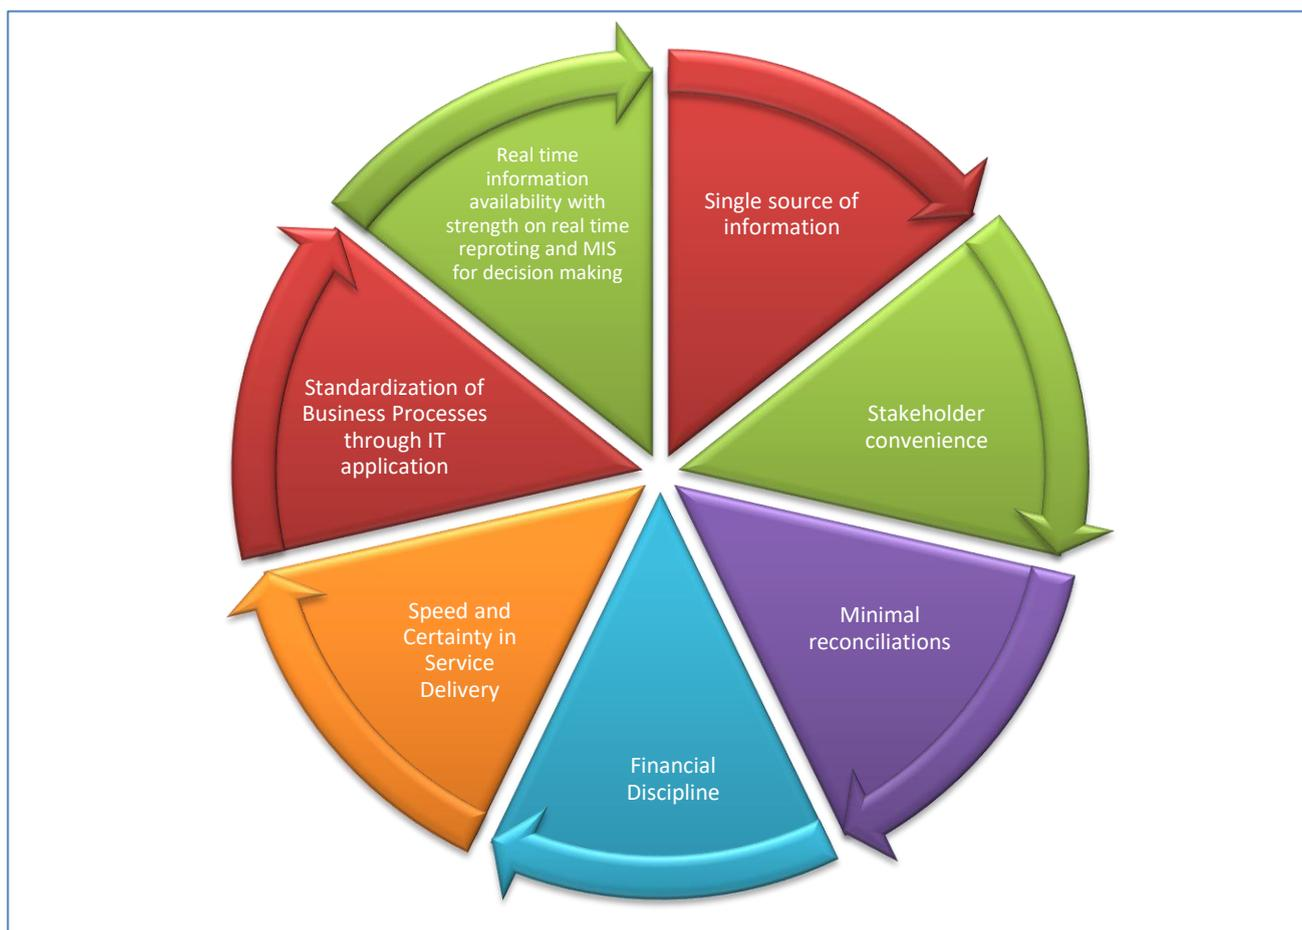 Single source of
information
Stakeholder
convenience
Minimal
reconciliations
Financial
Discipline
Speed and
Certainty in
Service
Delivery
Standardization of
Business Processes
through IT
application
Real time
information
availability with
strength on real time
reproting and MIS
for decision making